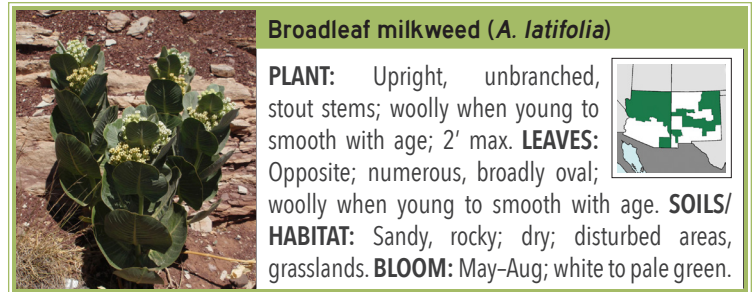 Broadleaf milkweed (A. latifolia)
PLANT: Upright, unbranched,
stout stems; woolly when young to
smooth with age; 2’ max. LEAVES:
Opposite; numerous, broadly oval;
woolly when young to smooth with age. SOILS/
HABITAT: Sandy, rocky; dry; disturbed areas,
grasslands. BLOOM: May–Aug; white to pale green.